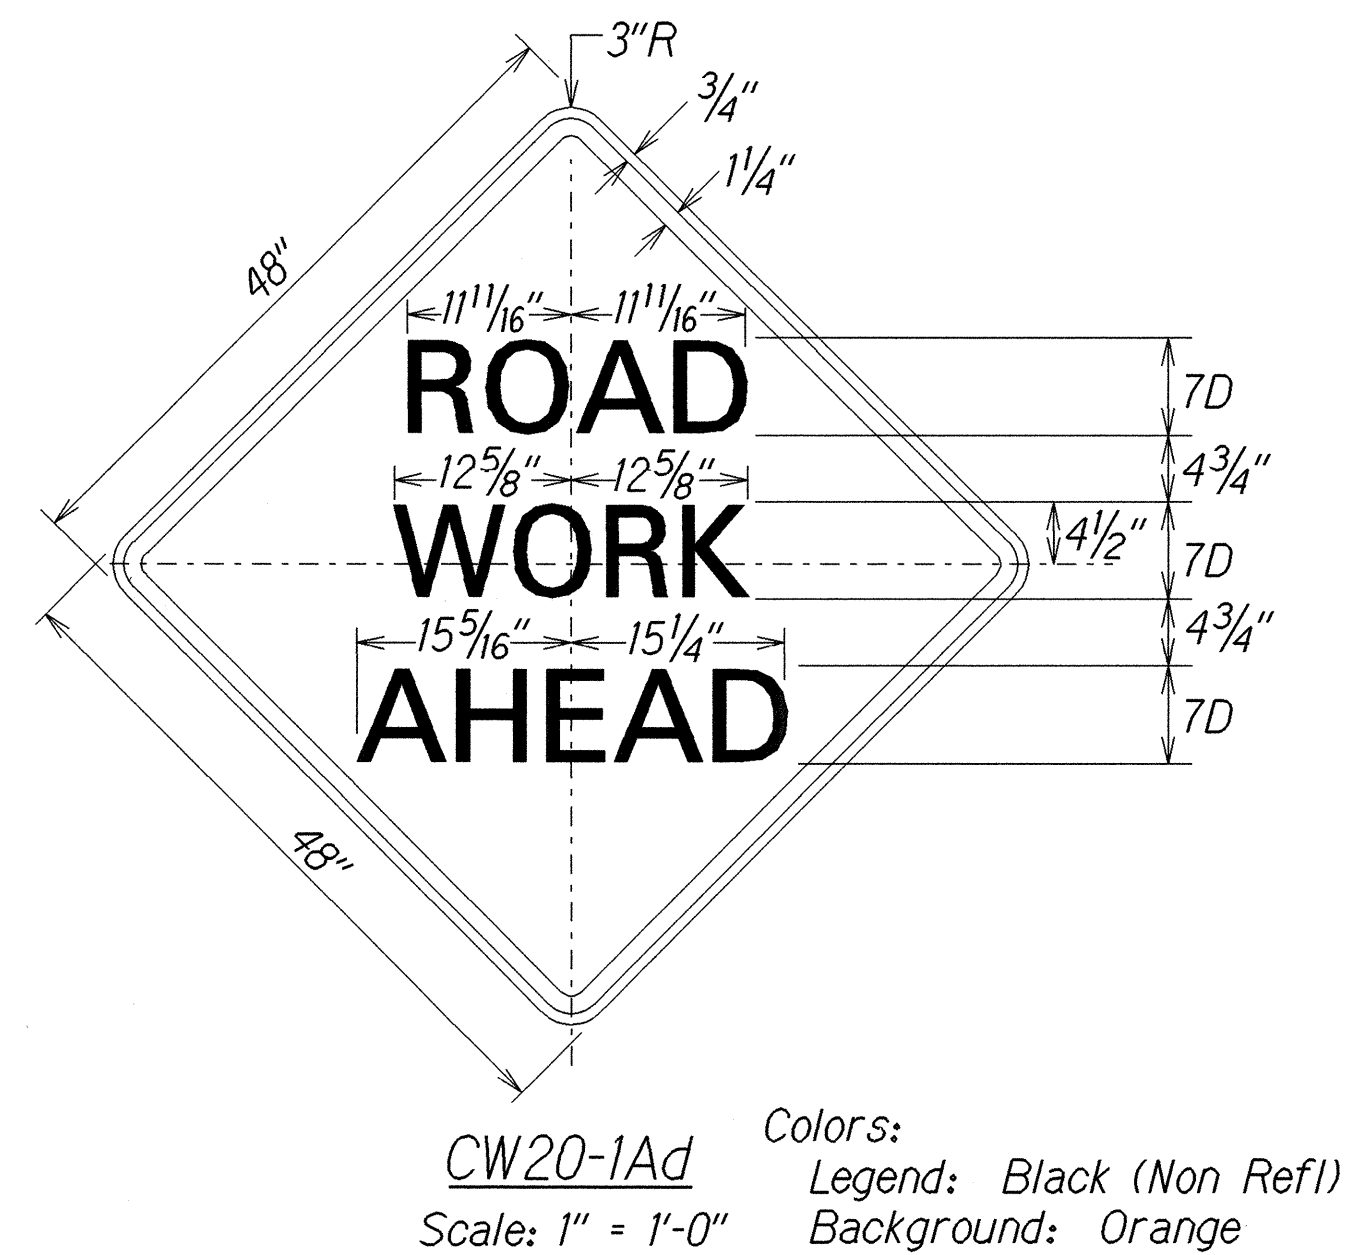 3"R
3/4"
1 1/4"
48"
11 11/16" 11 11/16"
ROAD
7D
12 5/8" 12 5/8"
4 3/4"
WORK
4 1/2"
7D
15 5/16" 15 1/4"
4 3/4"
AHEAD
7D
48"
CW20-1Ad
Scale: 1" = 1'-0"
Colors:
Legend: Black (Non Refl)
Background: Orange